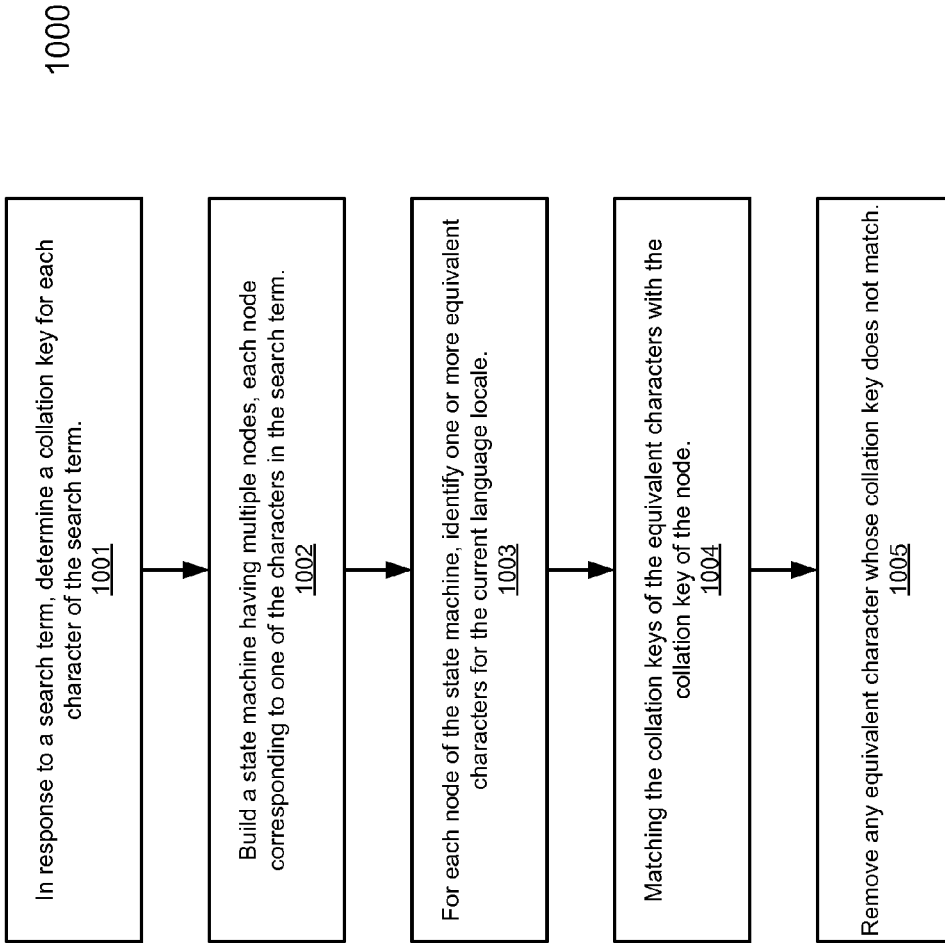 1000
In response to a search term, determine a collation key for each
character of the search term.
1001
Build a state machine having multiple nodes, each node
corresponding to one of the characters in the search term.
1002
For each node of the state machine, identify one or more equivalent
characters for the current language locale.
1003
Matching the collation keys of the equivalent characters with the
collation key of the node.
1004
Remove any equivalent character whose collation key does not match.
1005